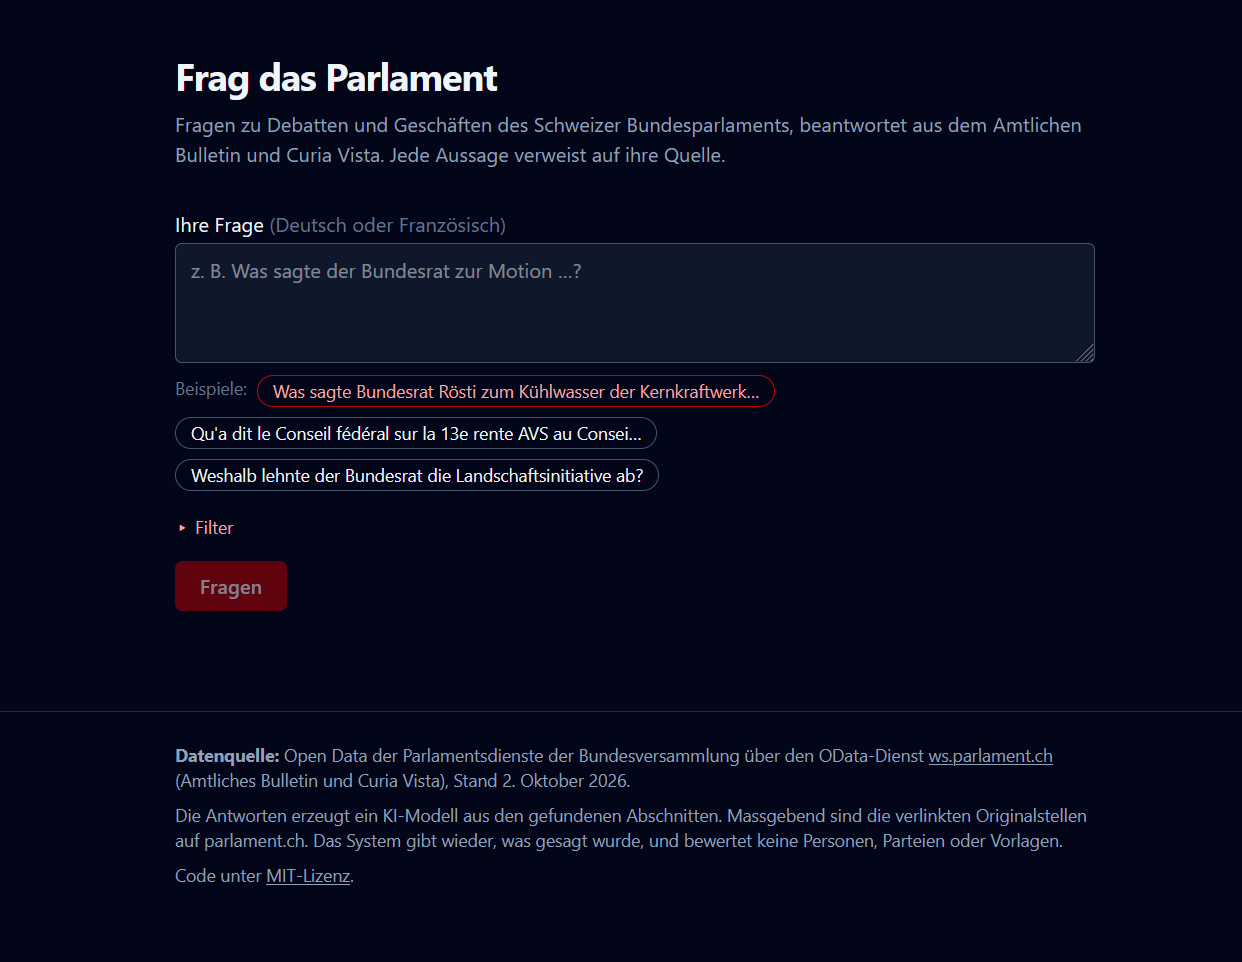 Frag das Parlament
Fragen zu Debatten und Geschäften des Schweizer Bundesparlaments, beantwortet aus dem Amtlichen
Bulletin und Curia Vista. Jede Aussage verweist auf ihre Quelle.
Ihre Frage (Deutsch oder Französisch)
z. B. Was sagte der Bundesrat zur Motion ...?
Beispiele: Was sagte Bundesrat Rösti zum Kühlwasser der Kernkraftwerk...
Qu'a dit le Conseil fédéral sur la 13e rente AVS au Consei...
Weshalb lehnte der Bundesrat die Landschaftsinitiative ab?
Filter
Fragen
Datenquelle: Open Data der Parlamentsdienste der Bundesversammlung über den OData-Dienst ws.parlament.ch
(Amtliches Bulletin und Curia Vista), Stand 2. Oktober 2026.
Die Antworten erzeugt ein KI-Modell aus den gefundenen Abschnitten. Massgebend sind die verlinkten Originalstellen
auf parlament.ch. Das System gibt wieder, was gesagt wurde, und bewertet keine Personen, Parteien oder Vorlagen.
Code unter MIT-Lizenz.